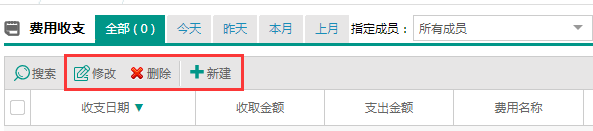 费用收支 全部 ( 0 ) 今天 昨天 本月 上月 指定成员： 所有成员
搜索 修改 删除 新建
收支日期 ▼ 收取金额 支出金额 费用名称